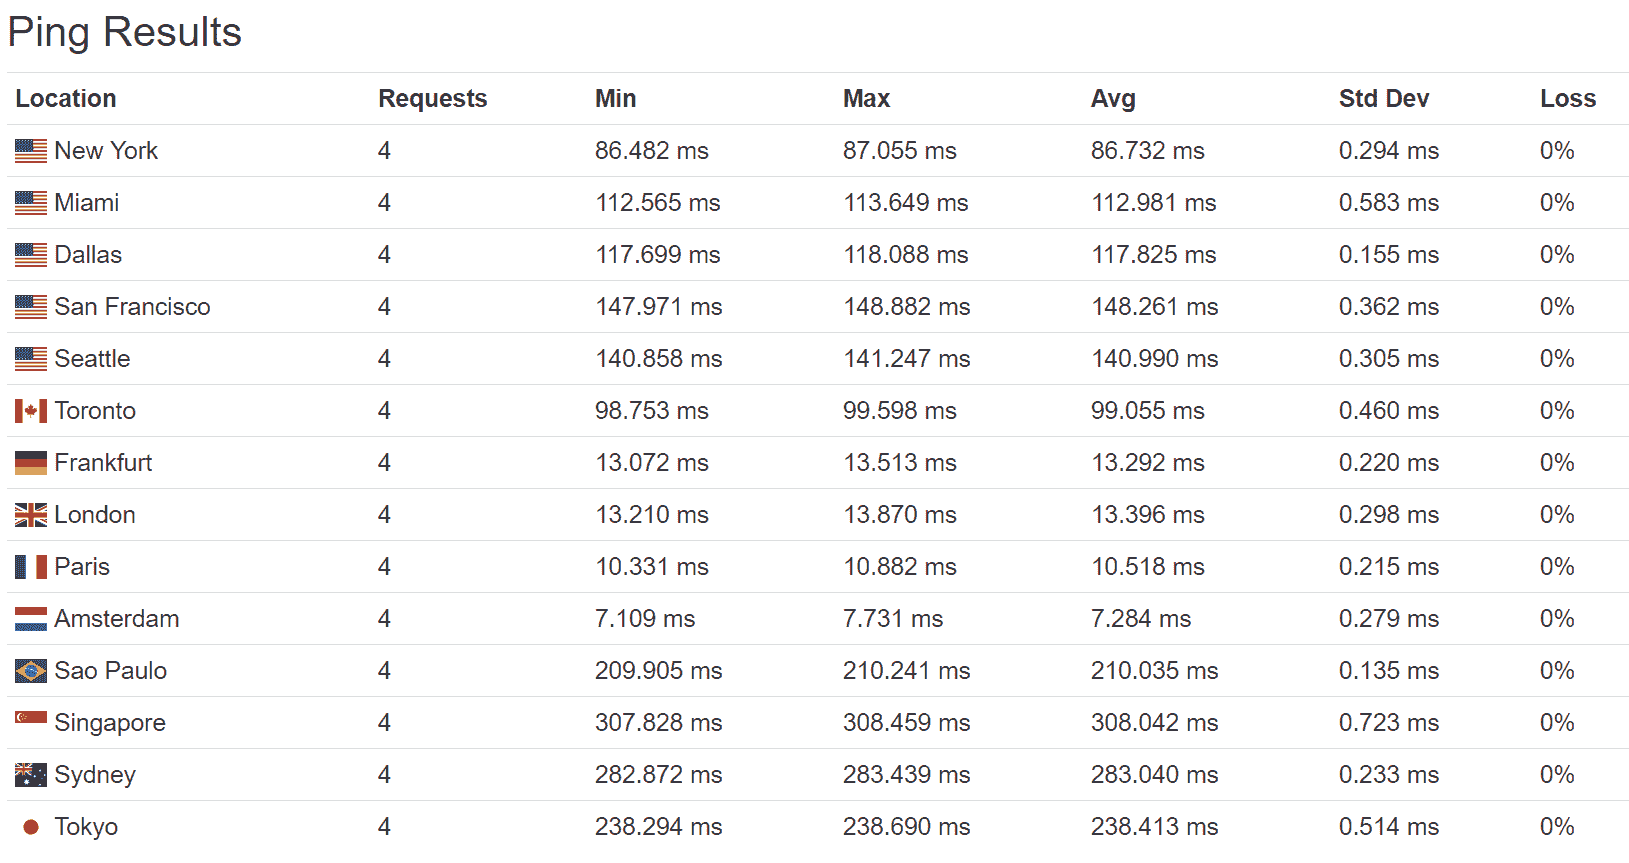 Ping Results
Location Requests Min Max Avg Std Dev Loss
New York 4 86.482 ms 87.055 ms 86.732 ms 0.294 ms 0%
Miami 4 112.565 ms 113.649 ms 112.981 ms 0.583 ms 0%
Dallas 4 117.699 ms 118.088 ms 117.825 ms 0.155 ms 0%
San Francisco 4 147.971 ms 148.882 ms 148.261 ms 0.362 ms 0%
Seattle 4 140.858 ms 141.247 ms 140.990 ms 0.305 ms 0%
Toronto 4 98.753 ms 99.598 ms 99.055 ms 0.460 ms 0%
Frankfurt 4 13.072 ms 13.513 ms 13.292 ms 0.220 ms 0%
London 4 13.210 ms 13.870 ms 13.396 ms 0.298 ms 0%
Paris 4 10.331 ms 10.882 ms 10.518 ms 0.215 ms 0%
Amsterdam 4 7.109 ms 7.731 ms 7.284 ms 0.279 ms 0%
Sao Paulo 4 209.905 ms 210.241 ms 210.035 ms 0.135 ms 0%
Singapore 4 307.828 ms 308.459 ms 308.042 ms 0.723 ms 0%
Sydney 4 282.872 ms 283.439 ms 283.040 ms 0.233 ms 0%
Tokyo 4 238.294 ms 238.690 ms 238.413 ms 0.514 ms 0%